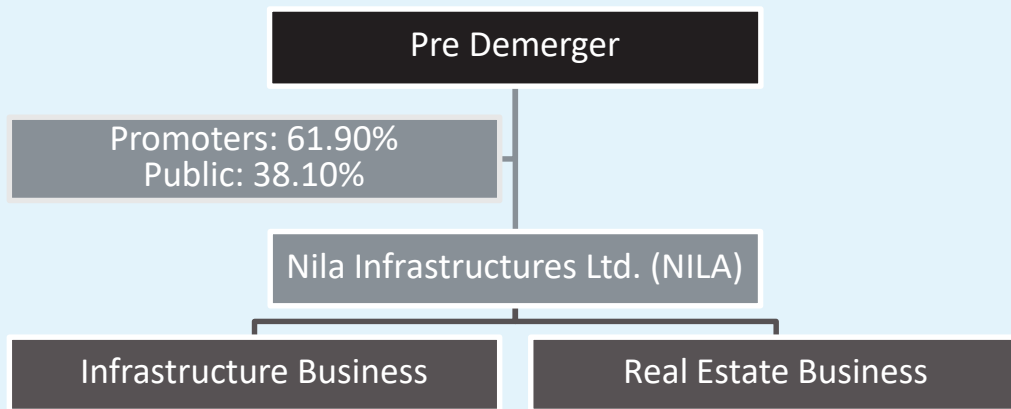 Pre Demerger
Promoters: 61.90%
Public: 38.10%
Nila Infrastructures Ltd. (NILA)
Infrastructure Business
Real Estate Business